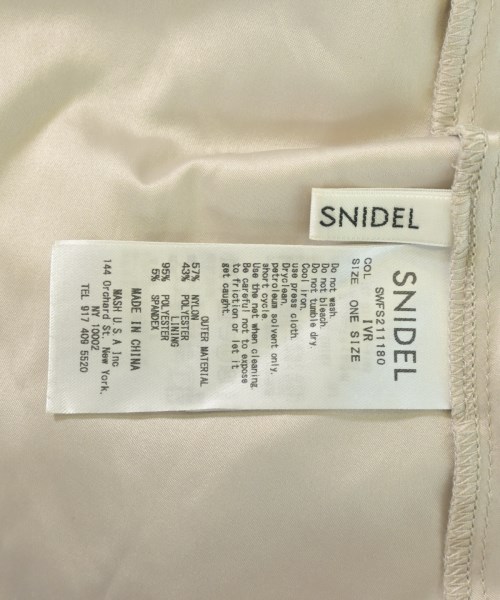 SNIDEL
SNIDEL
SWFS211180
COL IVR
SIZE ONE SIZE
Do not wash.
Do not bleach.
Do not tumble dry.
Cool iron.
use press cloth.
Dryclean.
petroleum solvent only.
short cycle.
Use the net when cleaning.
Be careful not to expose
to friction or let it
get caught.
OUTER MATERIAL
57% NYLON
43% POLYESTER
LINING
95% POLYESTER
5% SPANDEX
MADE IN CHINA
MASH U S A Inc
144 Orchard St. New York.
NY 10002
TEL 917 409 5520